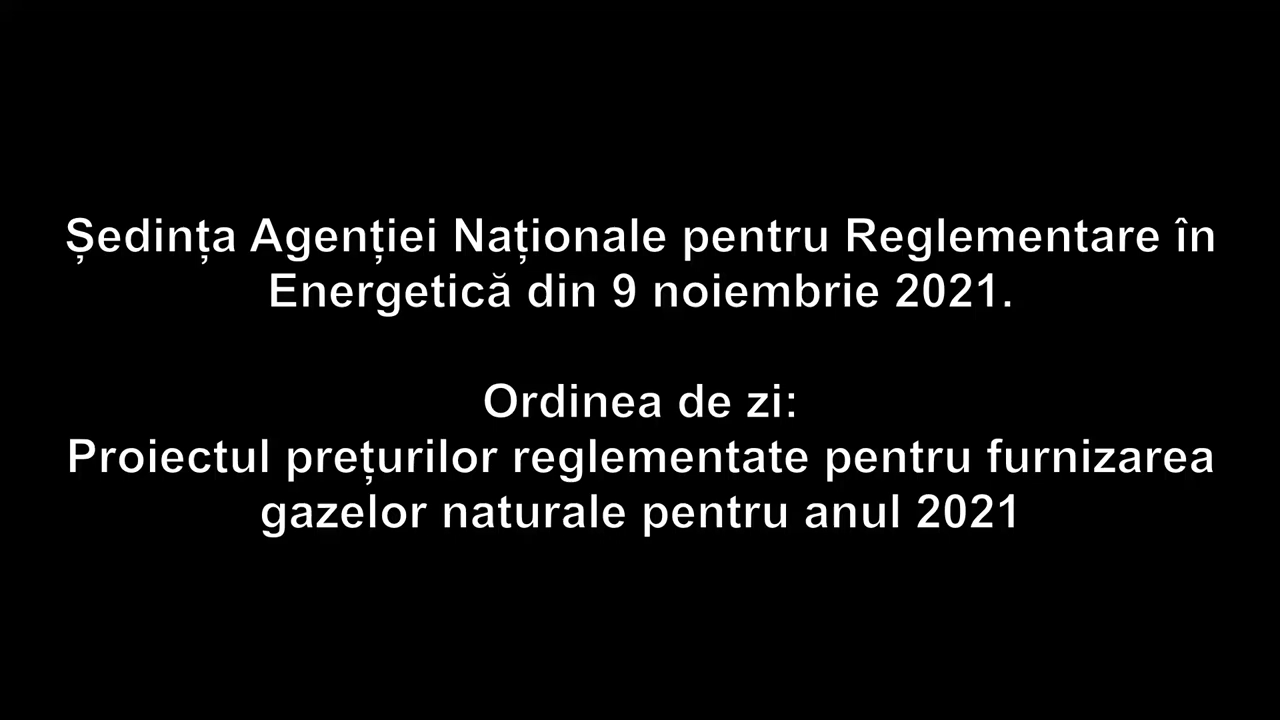 Ședința Agenției Naționale pentru Reglementare în
Energetică din 9 noiembrie 2021.
Ordinea de zi:
Proiectul prețurilor reglementate pentru furnizarea
gazelor naturale pentru anul 2021